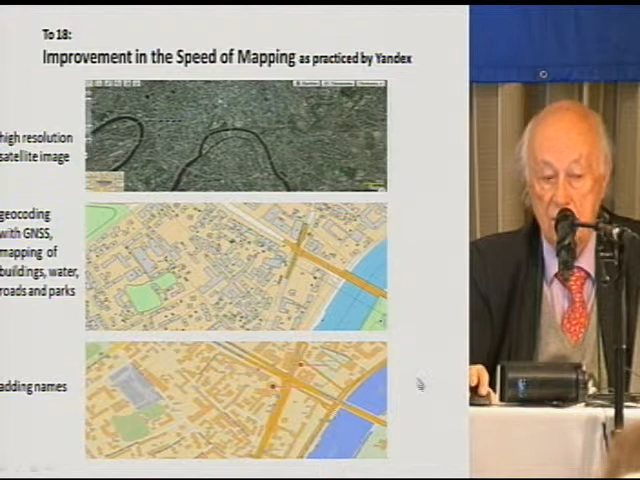 To 18:
Improvement in the Speed of Mapping as practiced by Yandex
high resolution
satellite image
geocoding
with GNSS,
mapping of
buildings, water,
roads and parks
adding names